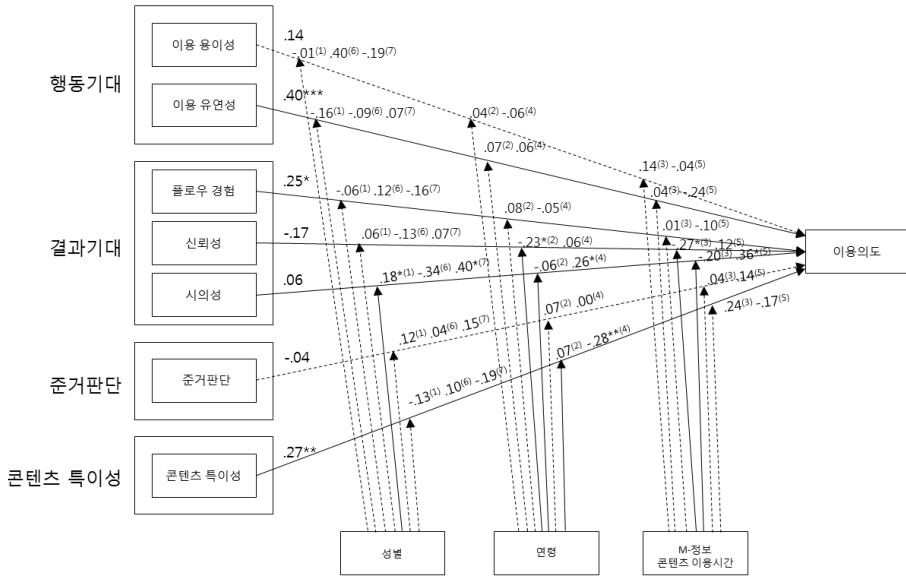 행동기대
이용 용이성
.14
-.01(1) .40(6) -.19(7)
.04(2) -.06(4)
.14(3) -.04(5)
이용 유연성
.40***
-.16(1) -.09(6) .07(7)
.07(2) .06(4)
.04(3) -.24(5)
결과기대
플로우 경험
.25*
-.06(1) .12(6) -.16(7)
.08(2) -.05(4)
.01(3) -.10(5)
신뢰성
-.17
.06(1) -.13(6) .07(7)
-.23*(2) .06(4)
-.27*(3) .12(5)
시의성
.06
.18*(1) -.34(6) .40*(7)
-.06(2) .26*(4)
-.20(3) .36*(5)
준거판단
준거판단
-.04
.12(1) .04(6) .15(7)
.07(2) .00(4)
.04(3) .14(5)
콘텐츠 특이성
콘텐츠 특이성
.27**
-.13(1) .10(6) -.19(7)
.07(2) -.28**(4)
.24(3) -.17(5)
이용의도
성별
연령
M-정보
콘텐츠 이용시간